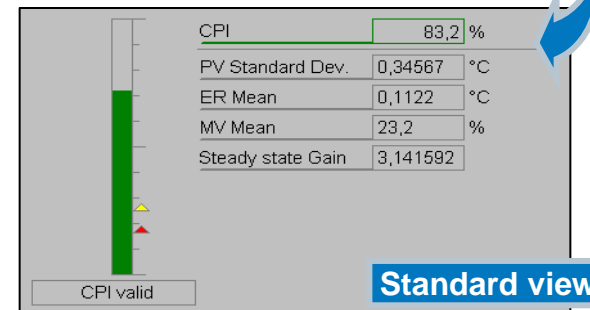 CPI 83,2 %
PV Standard Dev. 0,34567 °C
ER Mean 0,1122 °C
MV Mean 23,2 %
Steady state Gain 3,141592
CPI valid
Standard view